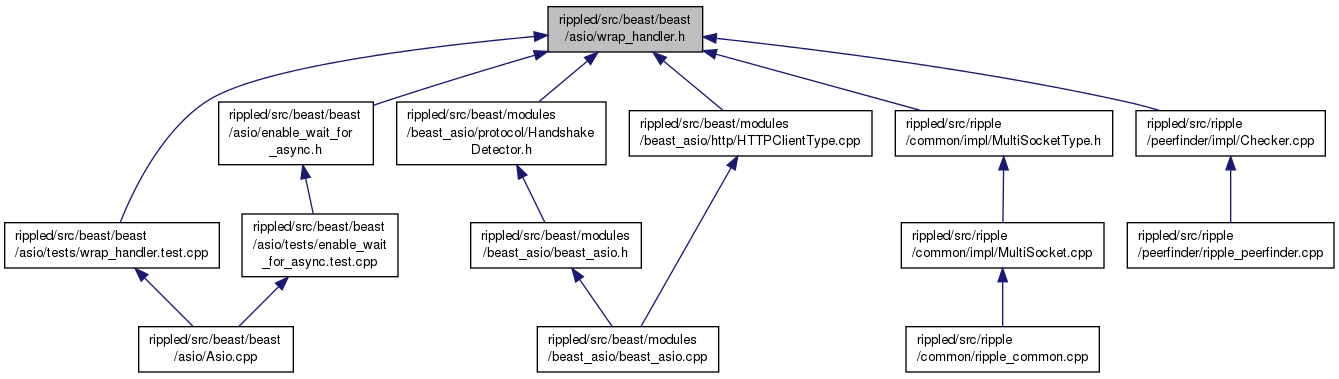 rippled/src/beast/beast
/asio/wrap_handler.h
rippled/src/beast/beast
/asio/enable_wait_for
_async.h
rippled/src/beast/modules
/beast_asio/protocol/Handshake
Detector.h
rippled/src/beast/modules
/beast_asio/http/HTTPClientType.cpp
rippled/src/ripple
/common/impl/MultiSocketType.h
rippled/src/ripple
/peerfinder/impl/Checker.cpp
rippled/src/beast/beast
/asio/tests/wrap_handler.test.cpp
rippled/src/beast/beast
/asio/tests/enable_wait
_for_async.test.cpp
rippled/src/beast/modules
/beast_asio/beast_asio.h
rippled/src/ripple
/common/impl/MultiSocket.cpp
rippled/src/ripple
/peerfinder/ripple_peerfinder.cpp
rippled/src/beast/beast
/asio/Asio.cpp
rippled/src/beast/modules
/beast_asio/beast_asio.cpp
rippled/src/ripple
/common/ripple_common.cpp